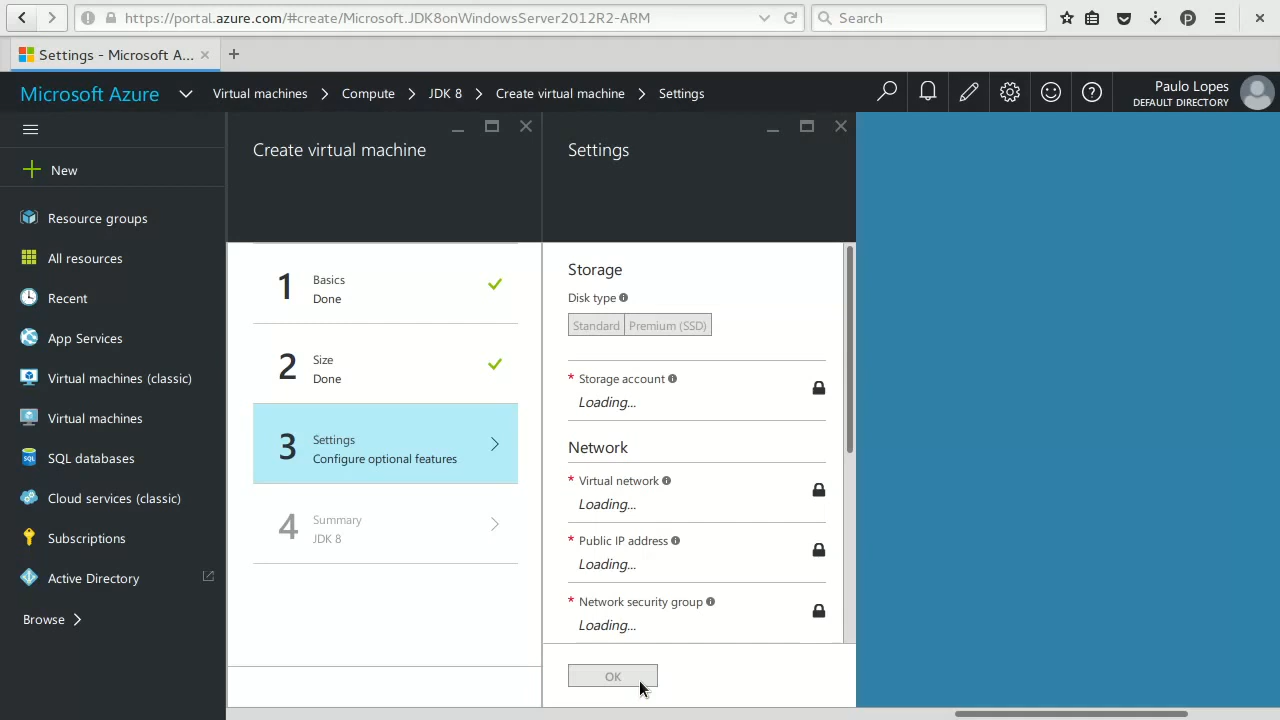 https://portal.azure.com/#create/Microsoft.JDK8onWindowsServer2012R2-ARM
Search
Settings - Microsoft A...
Microsoft Azure
Virtual machines
Compute
JDK 8
Create virtual machine
Settings
Paulo Lopes
DEFAULT DIRECTORY
New
Resource groups
All resources
Recent
App Services
Virtual machines (classic)
Virtual machines
SQL databases
Cloud services (classic)
Subscriptions
Active Directory
Browse
Create virtual machine
1
Basics
Done
2
Size
Done
3
Settings
Configure optional features
4
Summary
JDK 8
Settings
Storage
Disk type
Standard
Premium (SSD)
* Storage account
Loading...
Network
* Virtual network
Loading...
* Public IP address
Loading...
* Network security group
Loading...
OK